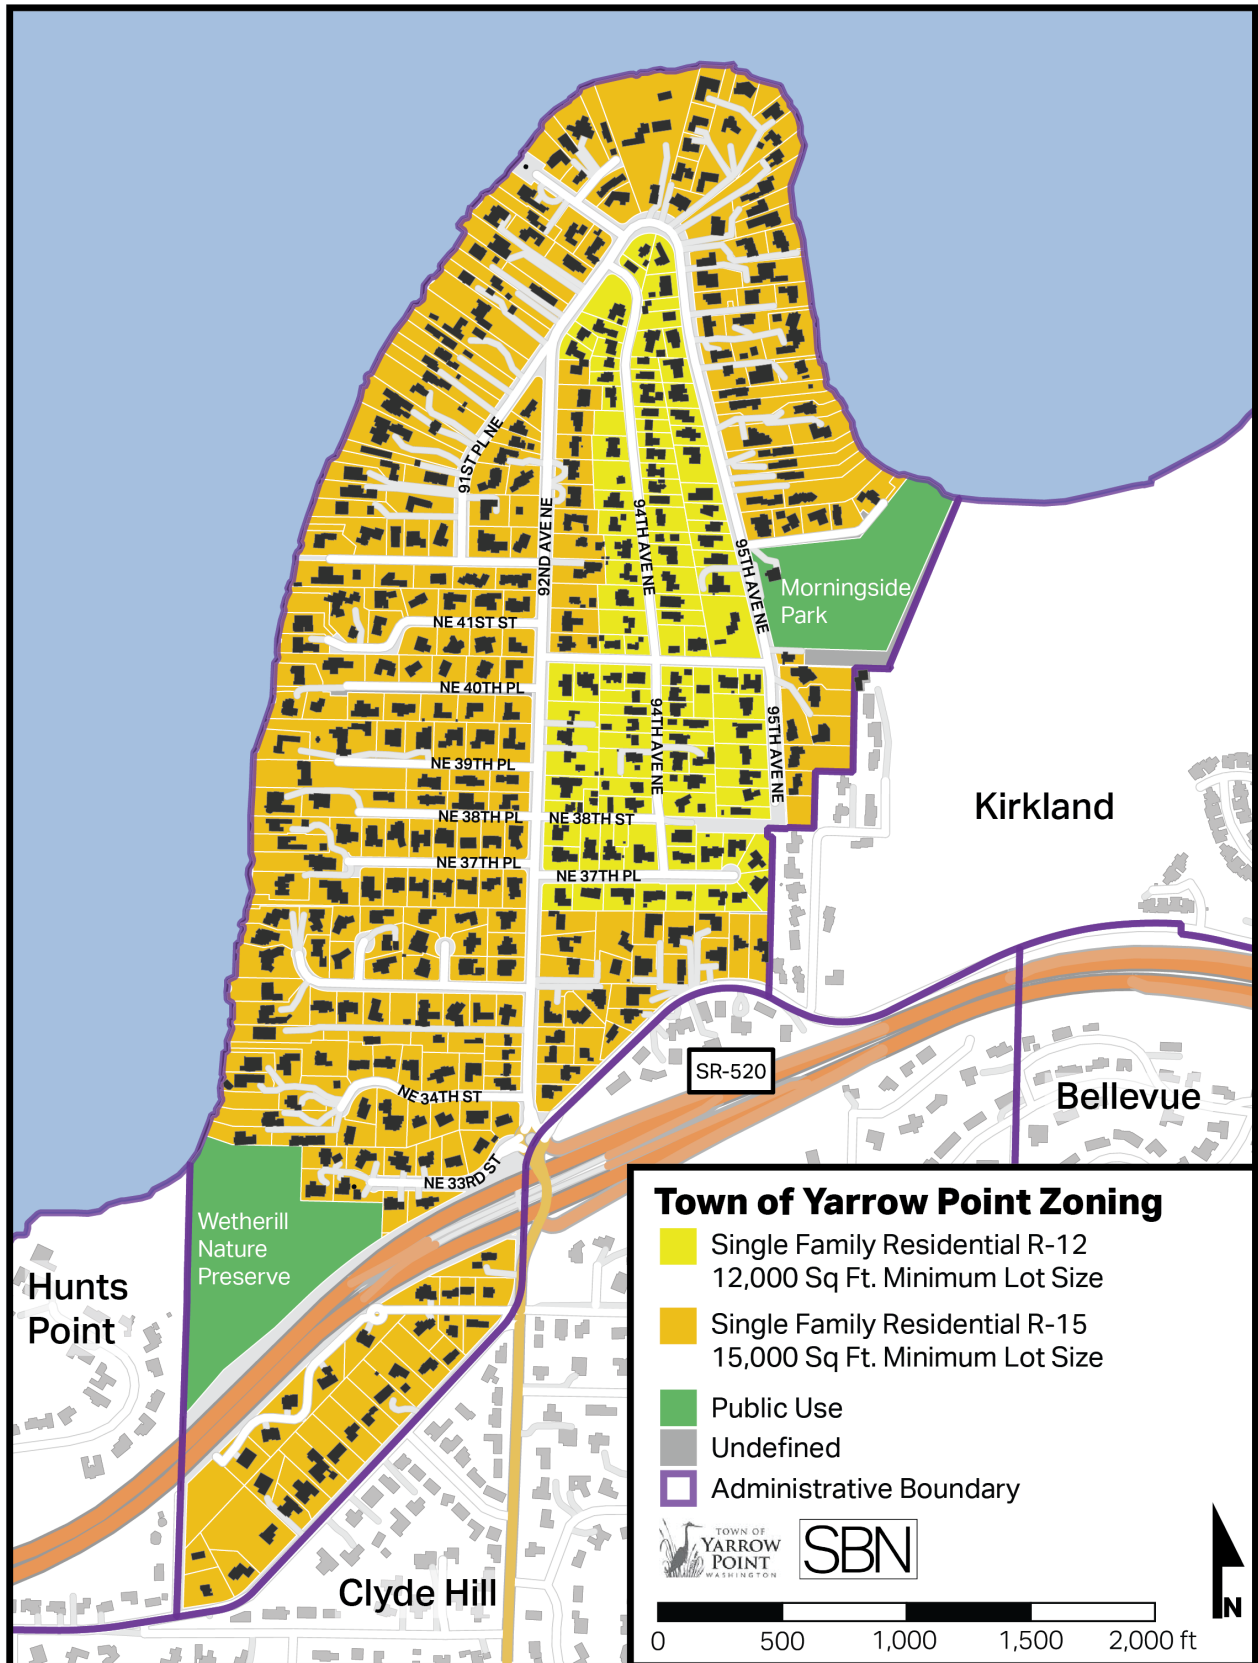 91ST PL NE
92ND AVE NE
94TH AVE NE
95TH AVE NE
Morningside
Park
NE 41ST ST
NE 40TH PL
94TH AVE NE
95TH AVE NE
NE 39TH PL
NE 38TH PL
NE 38TH ST
Kirkland
NE 37TH PL
NE 37TH PL
SR-520
NE 34TH ST
Bellevue
NE 33RD ST
Wetherill
Nature
Preserve
Hunts
Point
Clyde Hill
Town of Yarrow Point Zoning
Single Family Residential R-12
12,000 Sq Ft. Minimum Lot Size
Single Family Residential R-15
15,000 Sq Ft. Minimum Lot Size
Public Use
Undefined
Administrative Boundary
TOWN OF
YARROW
POINT
WASHINGTON
SBN
N
0 500 1,000 1,500 2,000 ft